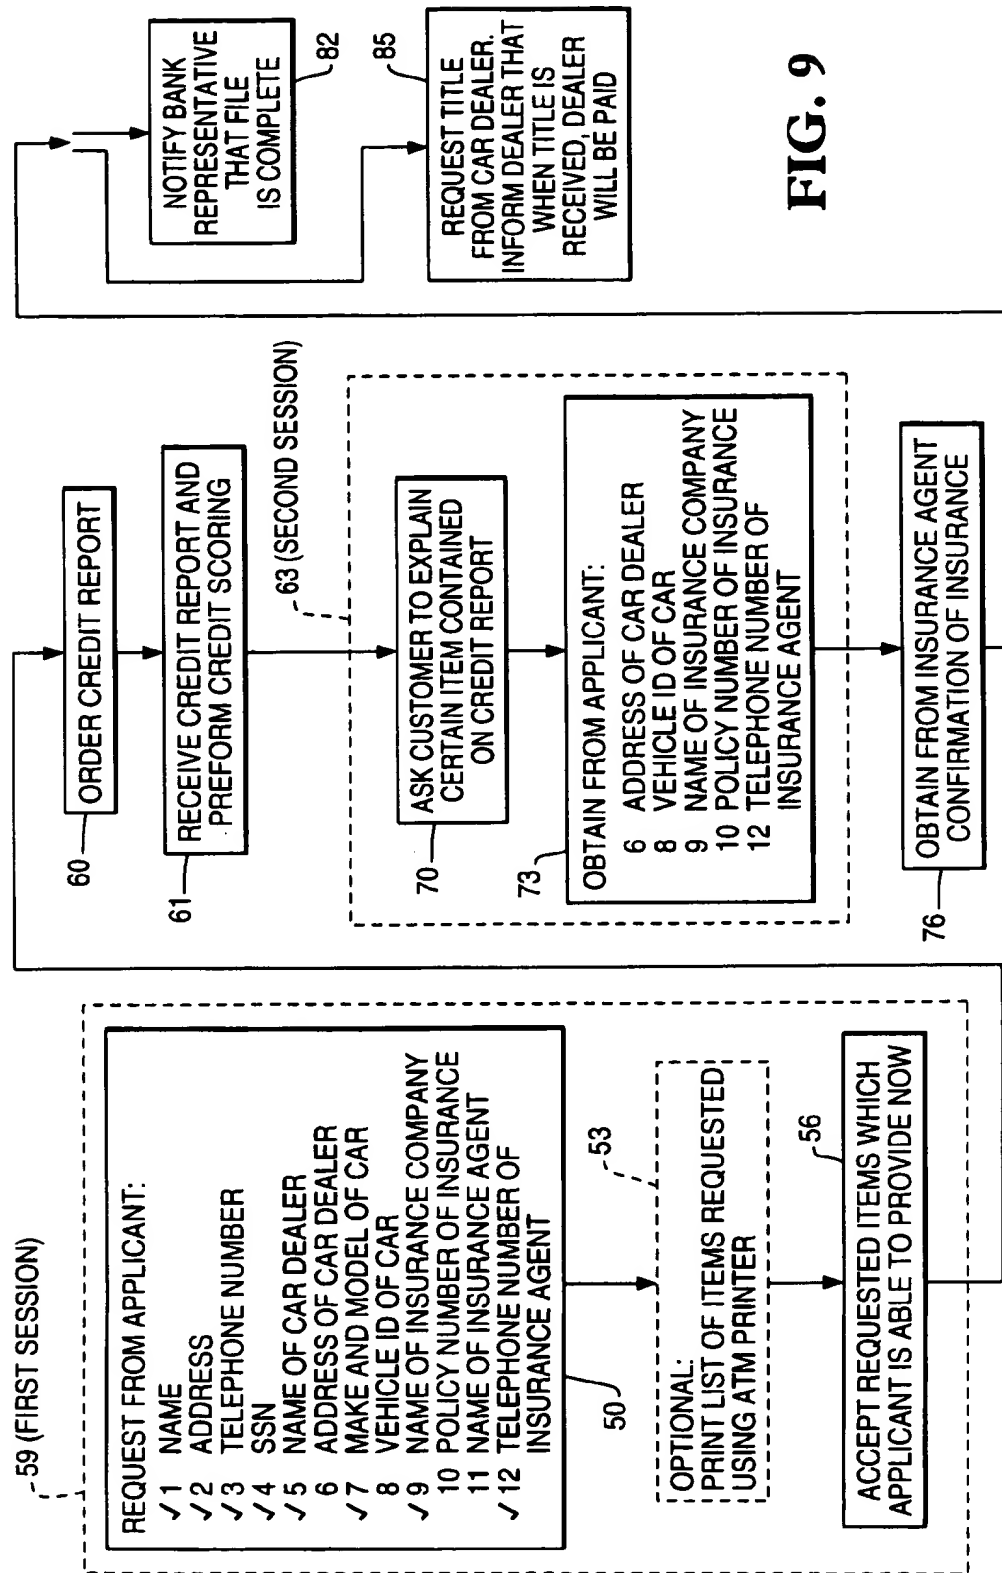 59 (FIRST SESSION)
REQUEST FROM APPLICANT:
✓1 NAME
✓2 ADDRESS
✓3 TELEPHONE NUMBER
✓4 SSN
✓5 NAME OF CAR DEALER
6 ADDRESS OF CAR DEALER
✓7 MAKE AND MODEL OF CAR
8 VEHICLE ID OF CAR
✓9 NAME OF INSURANCE COMPANY
10 POLICY NUMBER OF INSURANCE
11 NAME OF INSURANCE AGENT
✓12 TELEPHONE NUMBER OF
INSURANCE AGENT
50
OPTIONAL:
PRINT LIST OF ITEMS REQUESTED
USING ATM PRINTER
53
ACCEPT REQUESTED ITEMS WHICH
APPLICANT IS ABLE TO PROVIDE NOW
56
ORDER CREDIT REPORT
60
RECEIVE CREDIT REPORT AND
PREFORM CREDIT SCORING
61
63 (SECOND SESSION)
ASK CUSTOMER TO EXPLAIN
CERTAIN ITEM CONTAINED
ON CREDIT REPORT
70
OBTAIN FROM APPLICANT:
6 ADDRESS OF CAR DEALER
8 VEHICLE ID OF CAR
9 NAME OF INSURANCE COMPANY
10 POLICY NUMBER OF INSURANCE
12 TELEPHONE NUMBER OF
INSURANCE AGENT
73
OBTAIN FROM INSURANCE AGENT
CONFIRMATION OF INSURANCE
76
NOTIFY BANK
REPRESENTATIVE
THAT FILE
IS COMPLETE
82
REQUEST TITLE
FROM CAR DEALER.
INFORM DEALER THAT
WHEN TITLE IS
RECEIVED, DEALER
WILL BE PAID
85
FIG. 9